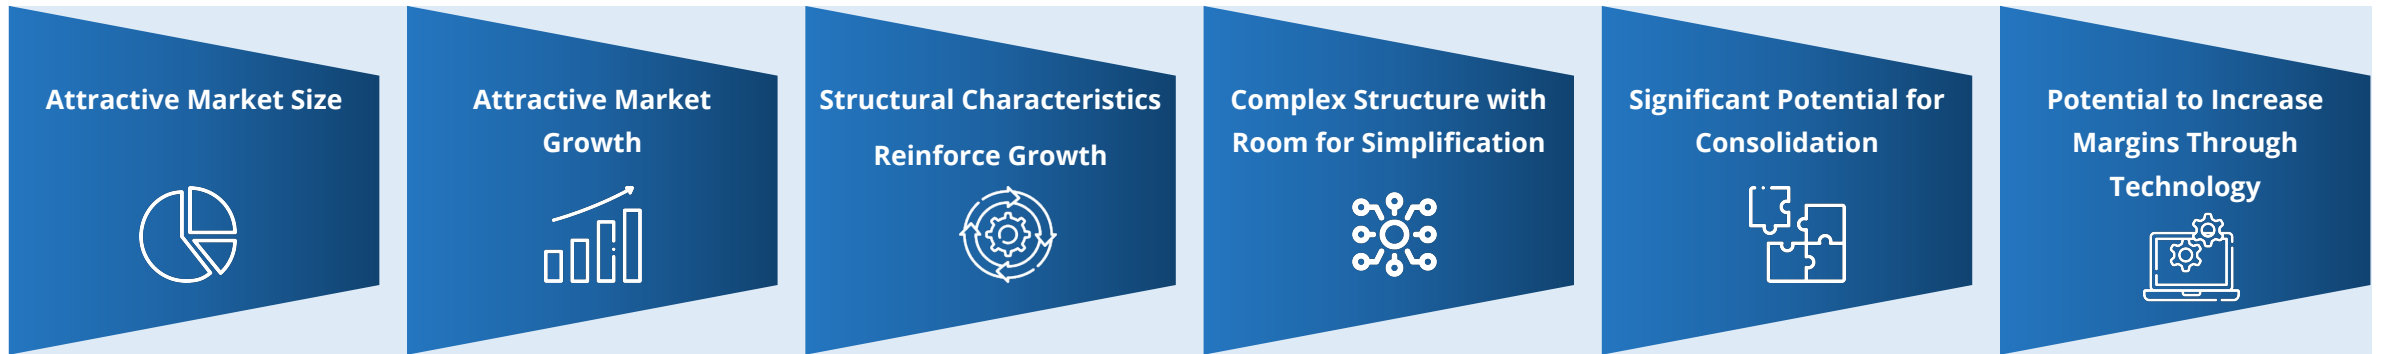 Attractive Market Size
Attractive Market
Growth
Structural Characteristics
Reinforce Growth
Complex Structure with
Room for Simplification
Significant Potential for
Consolidation
Potential to Increase
Margins Through
Technology